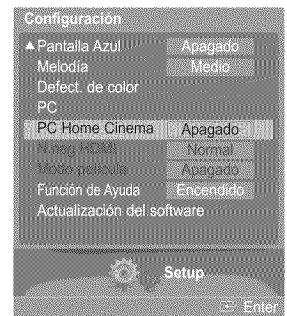 Configuración
▲ Pantalla Azul Apagado
Melodía Medio
Defect. de color
PC
PC Home Cinema Apagado
N.neg HDMI Normal
Modo película Apagado
Función de Ayuda Encendido
Actualización del software
Setup
Enter